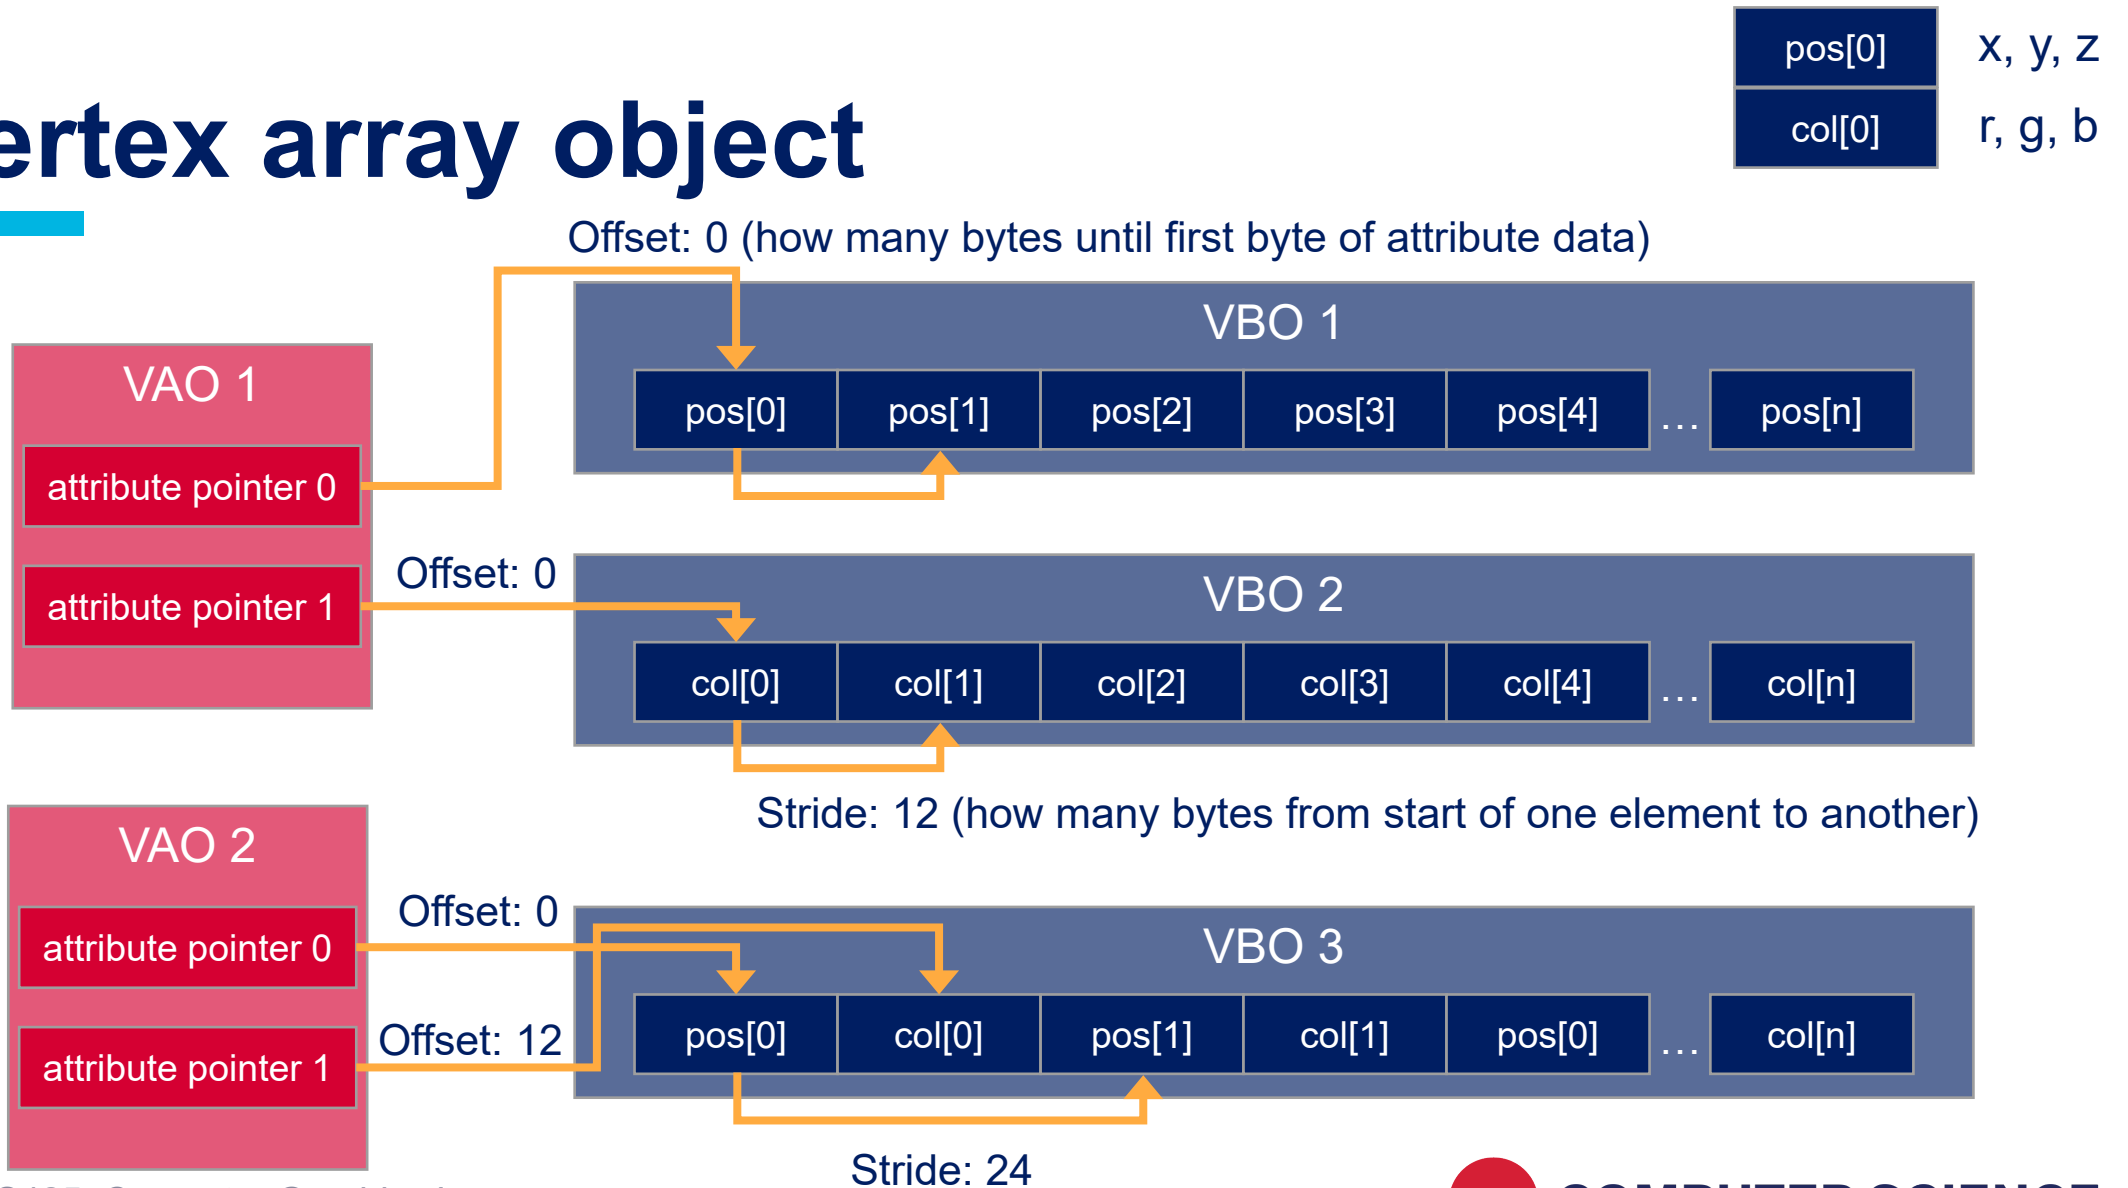 pos[0] x, y, z
col[0] r, g, b
ertex array object
Offset: 0 (how many bytes until first byte of attribute data)
VBO 1
pos[0] pos[1] pos[2] pos[3] pos[4] ... pos[n]
VAO 1
attribute pointer 0
attribute pointer 1
Offset: 0
VBO 2
col[0] col[1] col[2] col[3] col[4] ... col[n]
Stride: 12 (how many bytes from start of one element to another)
VAO 2
attribute pointer 0
attribute pointer 1
Offset: 0
Offset: 12
VBO 3
pos[0] col[0] pos[1] col[1] pos[0] ... col[n]
Stride: 24
COMPUTER SCIENCE